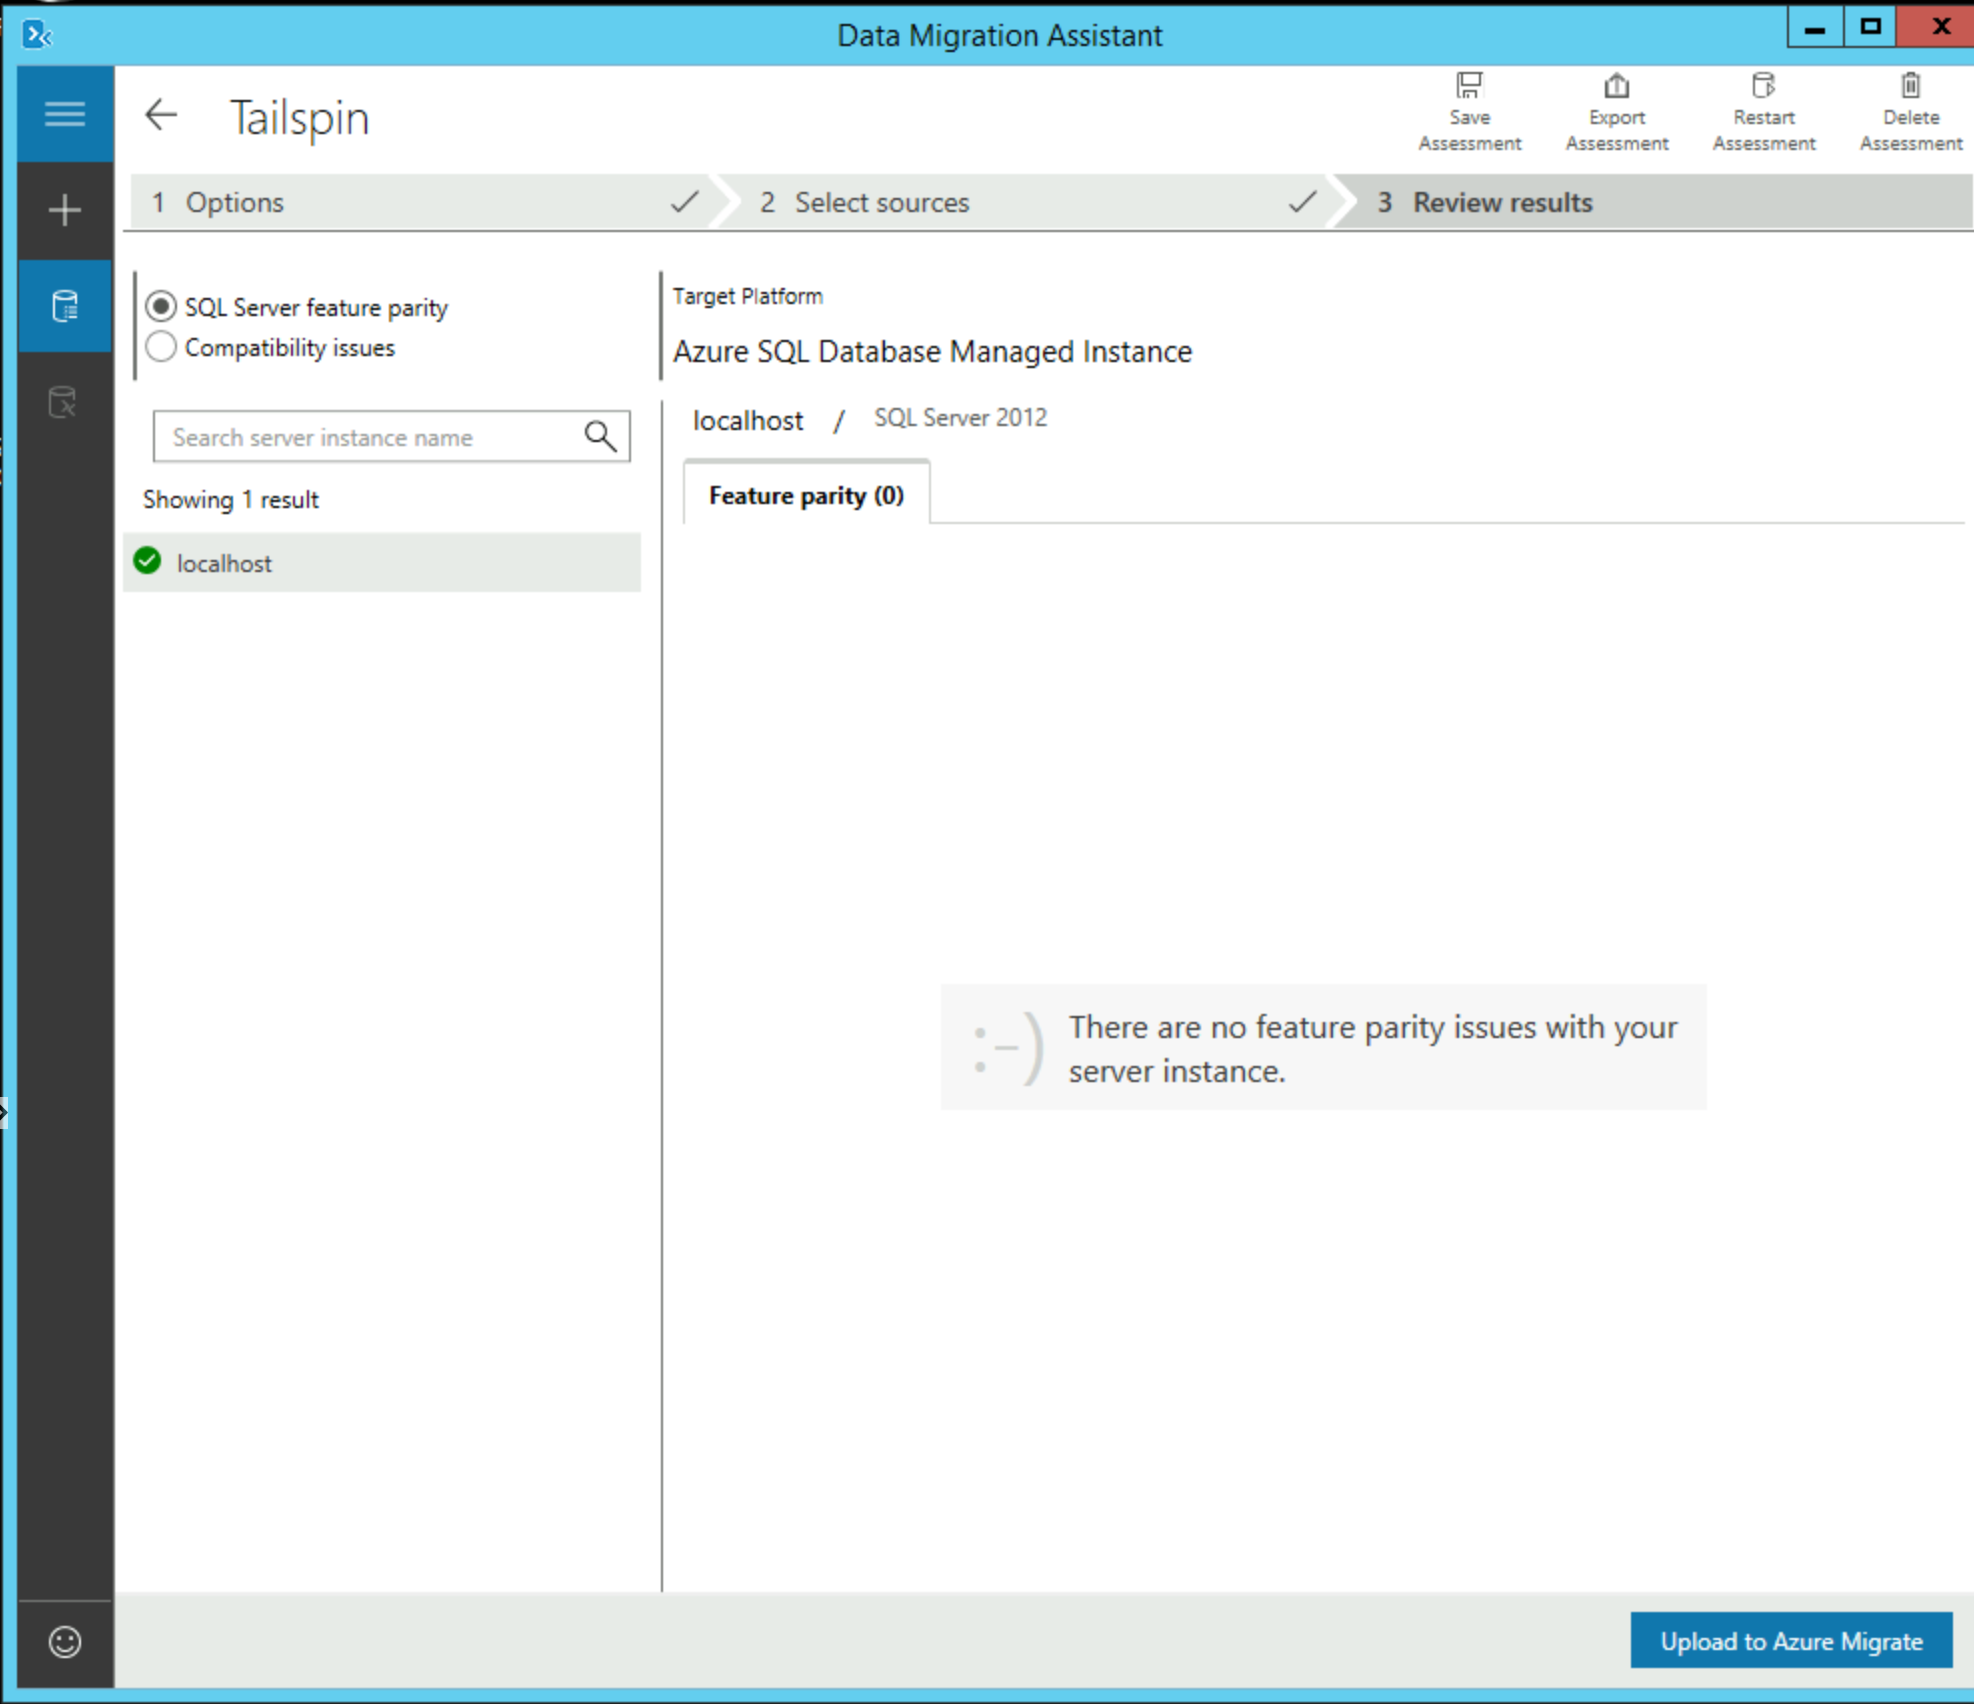 Data Migration Assistant
Tailspin
Save
Assessment
Export
Assessment
Restart
Assessment
Delete
Assessment
1 Options
2 Select sources
3 Review results
SQL Server feature parity
Compatibility issues
Search server instance name
Showing 1 result
localhost
Target Platform
Azure SQL Database Managed Instance
localhost / SQL Server 2012
Feature parity (0)
:-)
There are no feature parity issues with your
server instance.
Upload to Azure Migrate